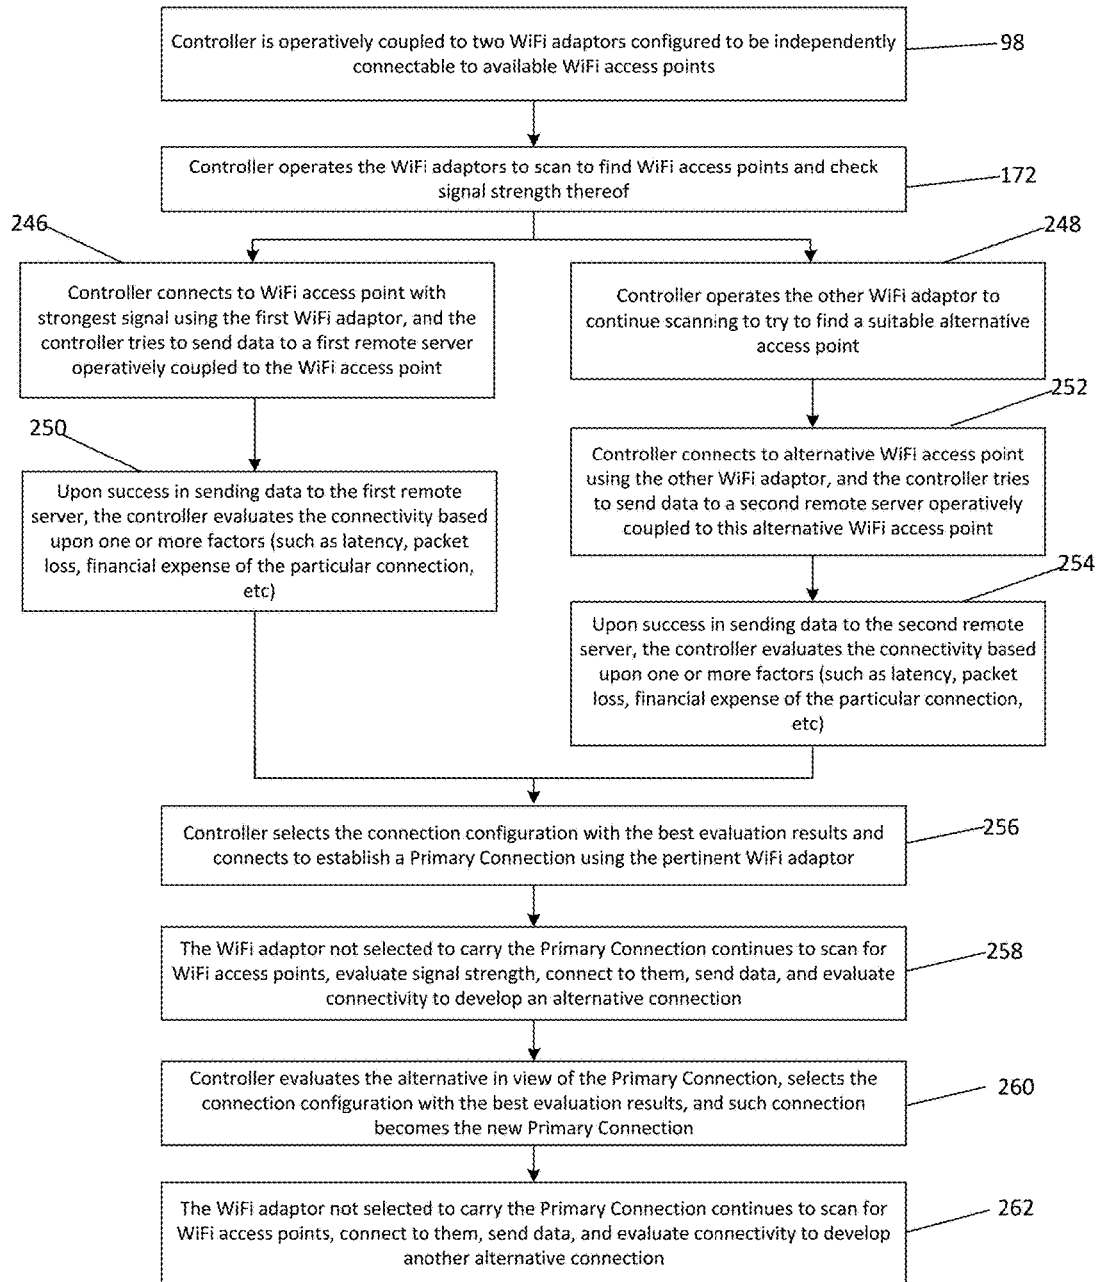 Controller is operatively coupled to two WiFi adaptors configured to be independently
connectable to available WiFi access points
98
Controller operates the WiFi adaptors to scan to find WiFi access points and check
signal strength thereof
172
246
Controller connects to WiFi access point with
strongest signal using the first WiFi adaptor, and the
controller tries to send data to a first remote server
operatively coupled to the WiFi access point
248
Controller operates the other WiFi adaptor to
continue scanning to try to find a suitable alternative
access point
250
Upon success in sending data to the first remote
server, the controller evaluates the connectivity based
upon one or more factors (such as latency, packet
loss, financial expense of the particular connection,
etc)
252
Controller connects to alternative WiFi access point
using the other WiFi adaptor, and the controller tries
to send data to a second remote server operatively
coupled to this alternative WiFi access point
254
Upon success in sending data to the second remote
server, the controller evaluates the connectivity based
upon one or more factors (such as latency, packet
loss, financial expense of the particular connection,
etc)
Controller selects the connection configuration with the best evaluation results and
connects to establish a Primary Connection using the pertinent WiFi adaptor
256
The WiFi adaptor not selected to carry the Primary Connection continues to scan for
WiFi access points, evaluate signal strength, connect to them, send data, and evaluate
connectivity to develop an alternative connection
258
Controller evaluates the alternative in view of the Primary Connection, selects the
connection configuration with the best evaluation results, and such connection
becomes the new Primary Connection
260
The WiFi adaptor not selected to carry the Primary Connection continues to scan for
WiFi access points, connect to them, send data, and evaluate connectivity to develop
another alternative connection
262